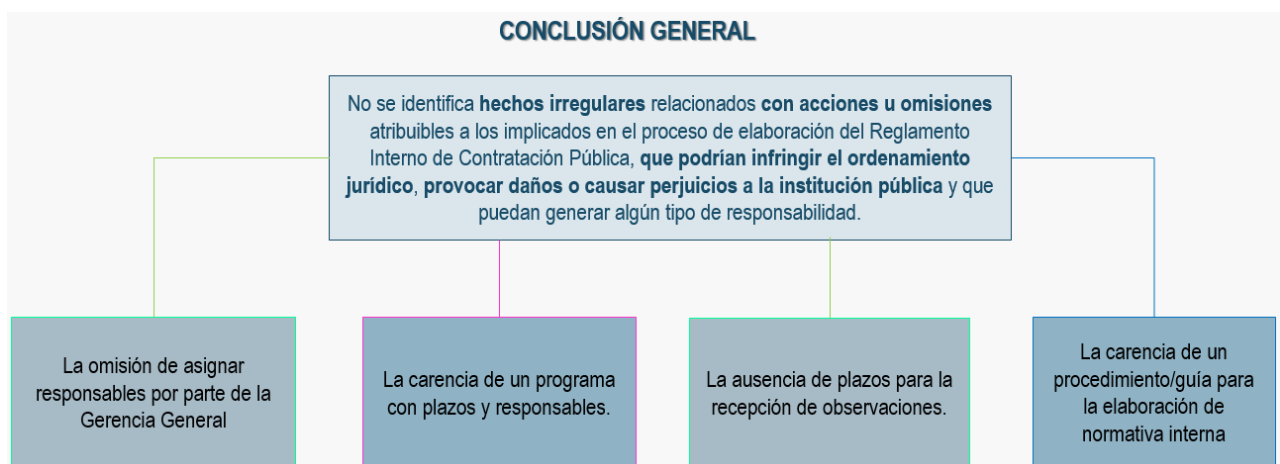 CONCLUSIÓN GENERAL
No se identifica hechos irregulares relacionados con acciones u omisiones
atribuibles a los implicados en el proceso de elaboración del Reglamento
Interno de Contratación Pública, que podrían infringir el ordenamiento
jurídico, provocar daños o causar perjuicios a la institución pública y que
puedan generar algún tipo de responsabilidad.
La omisión de asignar
responsables por parte de la
Gerencia General
La carencia de un programa
con plazos y responsables.
La ausencia de plazos para la
recepción de observaciones.
La carencia de un
procedimiento/guía para
la elaboración de
normativa interna